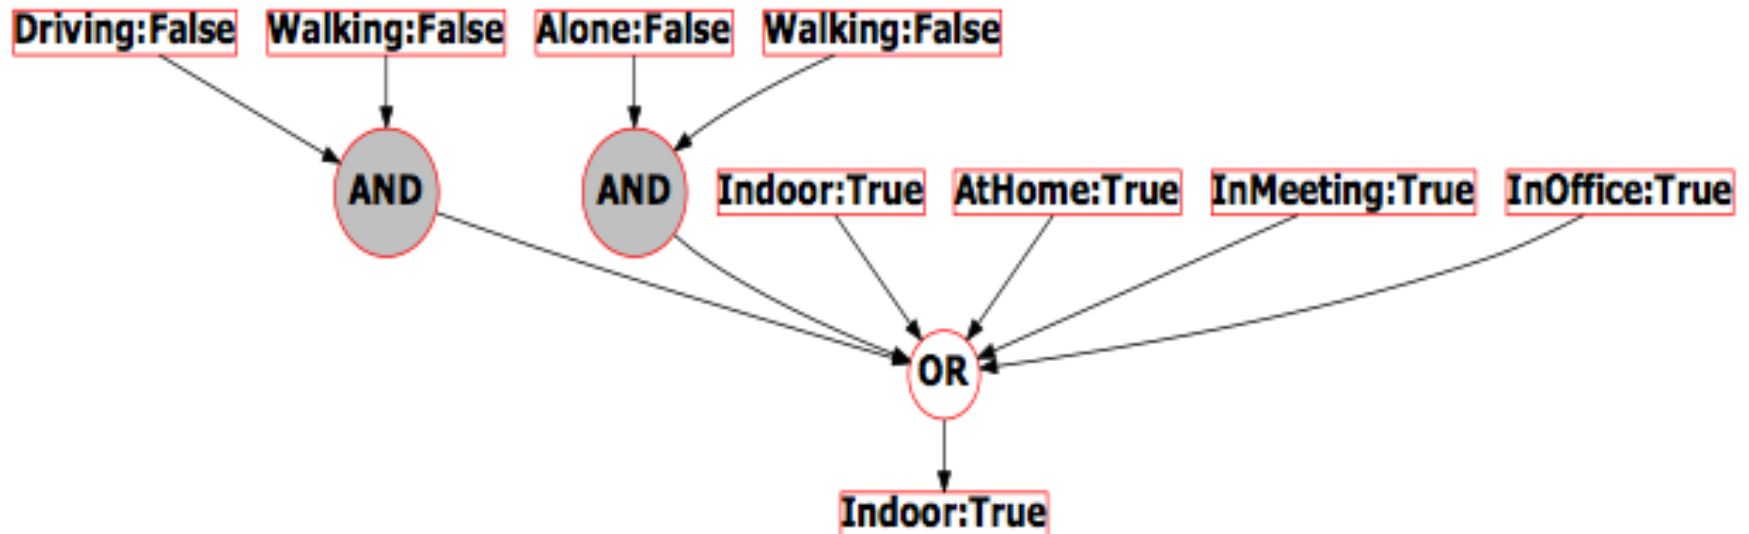 Driving:False Walking:False Alone:False Walking:False
AND AND Indoor:True AtHome:True InMeeting:True InOffice:True
OR
Indoor:True